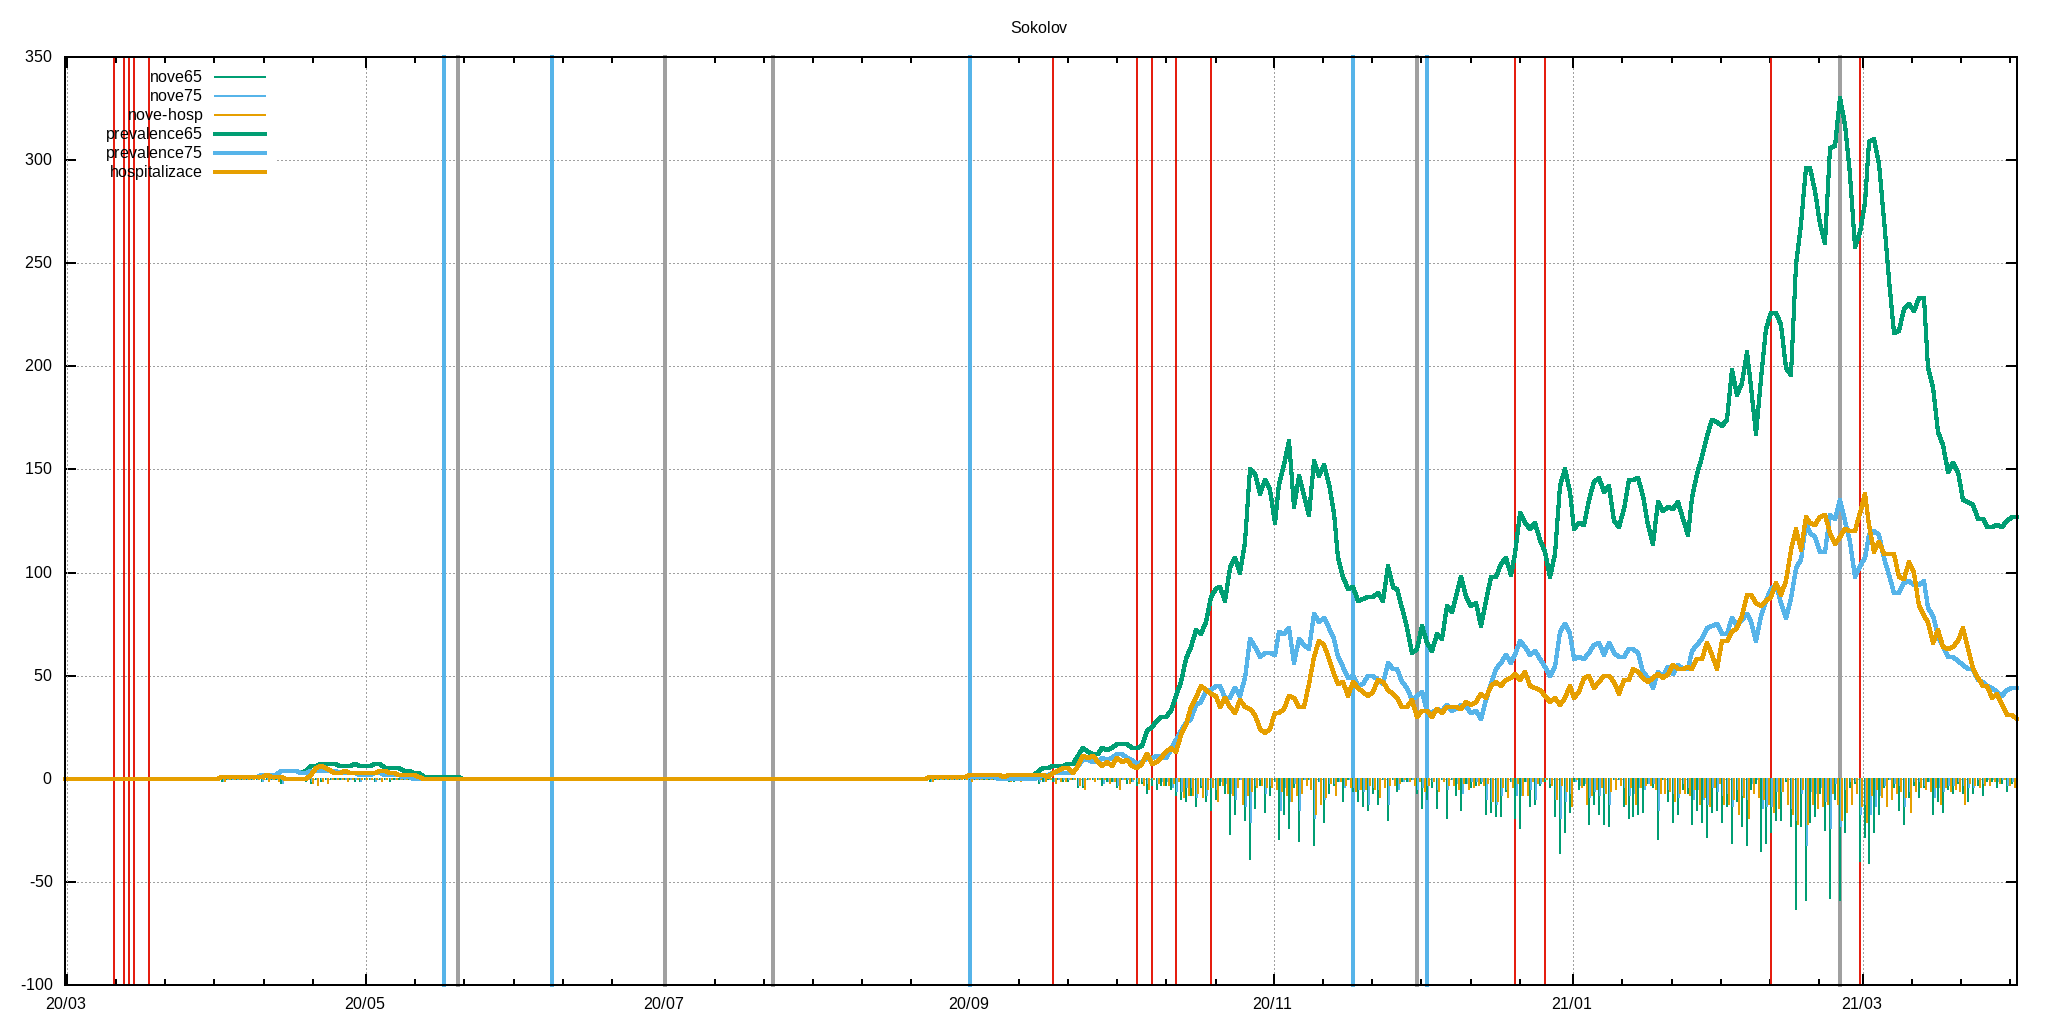 Sokolov
350
300
250
200
150
100
50
0
-50
-100
nove65
nove75
nove-hosp
prevalence65
prevalence75
hospitalizace
20/03 20/05 20/07 20/09 20/11 21/01 21/03